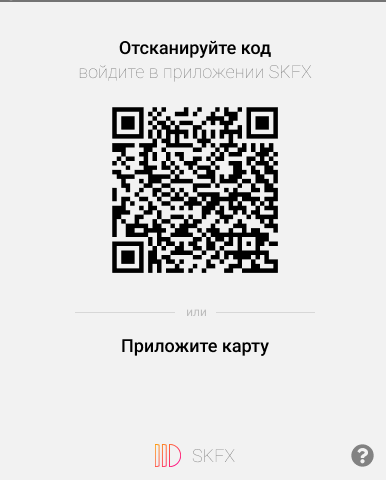 Отсканируйте код
войдите в приложении SKFX
или
Приложите карту
SKFX
?